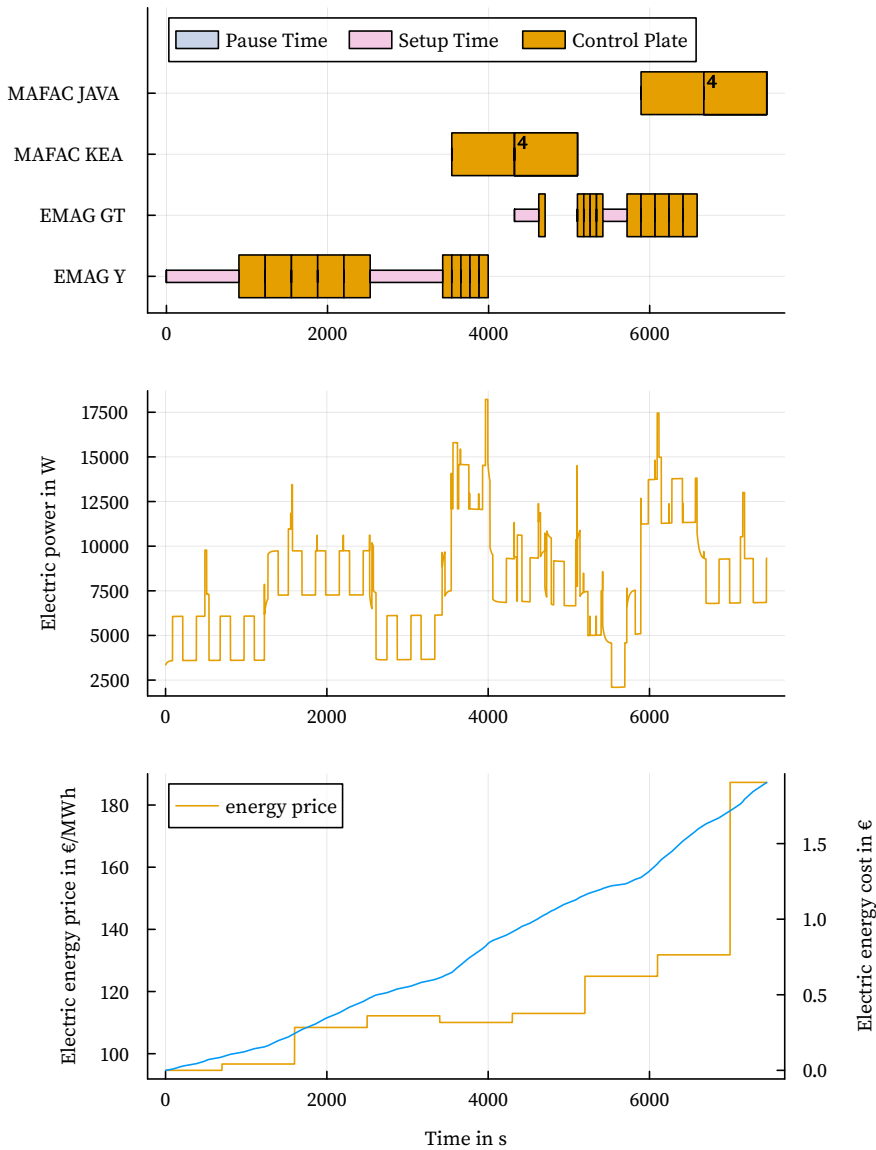 Pause Time Setup Time Control Plate
MAFAC JAVA
4
MAFAC KEA
4
EMAG GT
EMAG Y
0 2000 4000 6000
Electric power in W
17500
15000
12500
10000
7500
5000
2500
0 2000 4000 6000
Electric energy price in €/MWh
180
160
140
120
100
energy price
1.5
1.0
0.5
0.0
Electric energy cost in €
0 2000 4000 6000
Time in s